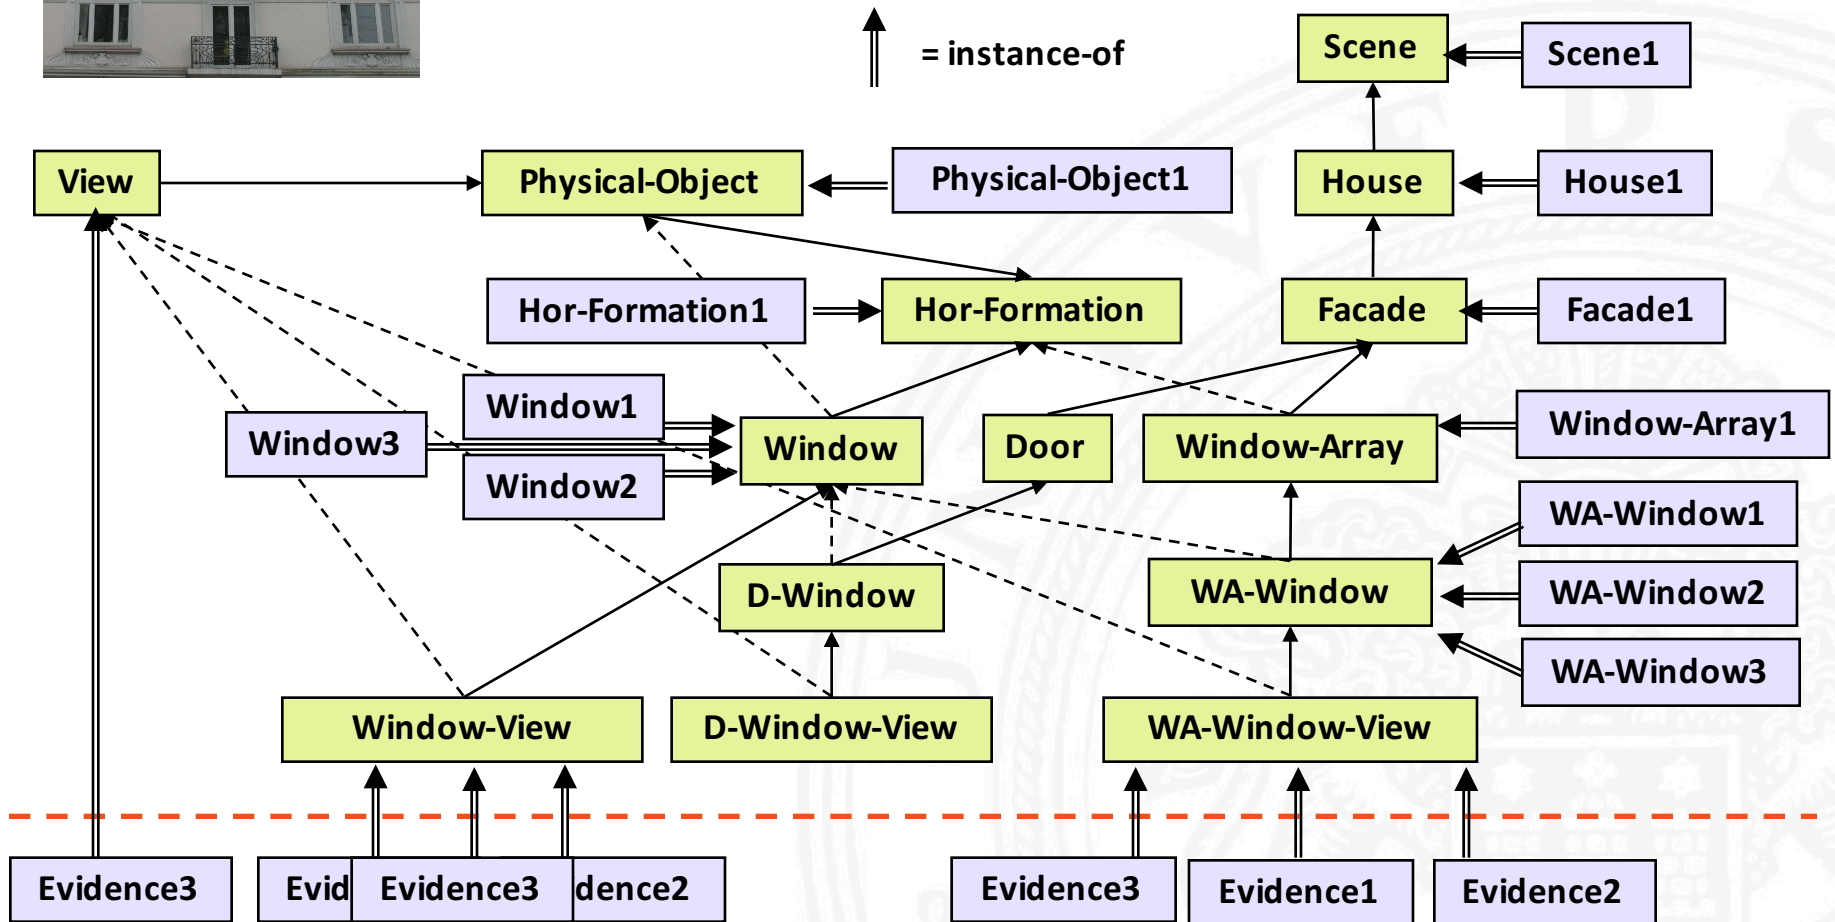 = instance-of
Scene
Scene1
View
Physical-Object
Physical-Object1
House
House1
Hor-Formation1
Hor-Formation
Facade
Facade1
Window1
Window3
Window2
Window
Door
Window-Array
Window-Array1
WA-Window1
D-Window
WA-Window
WA-Window2
WA-Window3
Window-View
D-Window-View
WA-Window-View
Evidence3
Evid
Evidence3
dence2
Evidence3
Evidence1
Evidence2